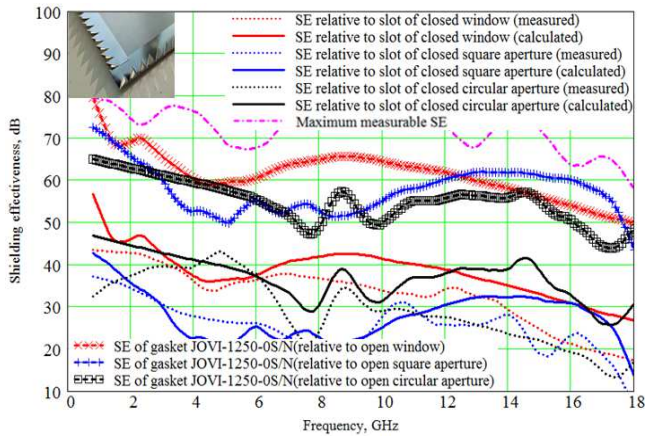 SE relative to slot of closed window (measured)
SE relative to slot of closed window (calculated)
SE relative to slot of closed square aperture (measured)
SE relative to slot of closed square aperture (calculated)
SE relative to slot of closed circular aperture (measured)
SE relative to slot of closed circular aperture (calculated)
Maximum measurable SE
Shielding effectiveness, dB
100
90
80
70
60
50
40
30
20
10
SE of gasket JOVI-1250-0S/N(relative to open window)
SE of gasket JOVI-1250-0S/N(relative to open square aperture)
SE of gasket JOVI-1250-0S/N(relative to open circular aperture)
0 2 4 6 8 10 12 14 16 18
Frequency, GHz